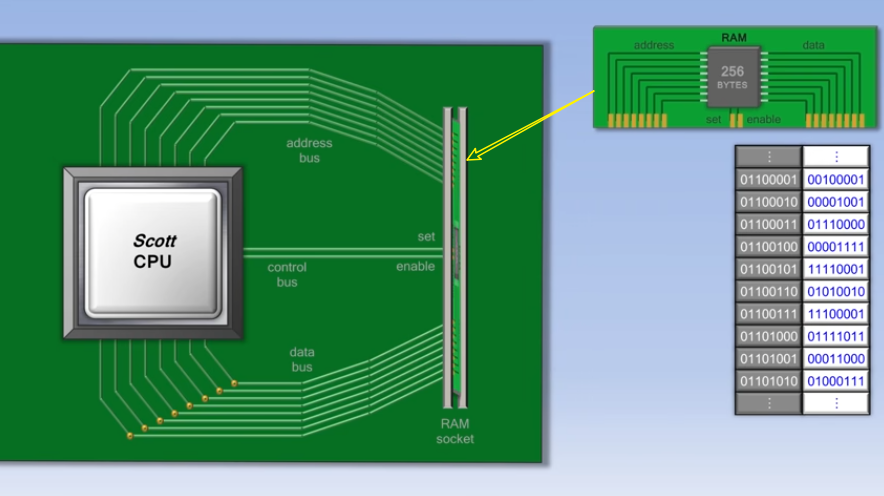 address
bus
Scott
CPU
set
enable
control
bus
data
bus
RAM
socket
RAM
address
data
256
BYTES
set
enable
⋮ ⋮
01100001 00100001
01100010 00001001
01100011 01110000
01100100 00001111
01100101 11110001
01100110 01010010
01100111 11100001
01101000 01111011
01101001 00011000
01101010 01000111
⋮ ⋮